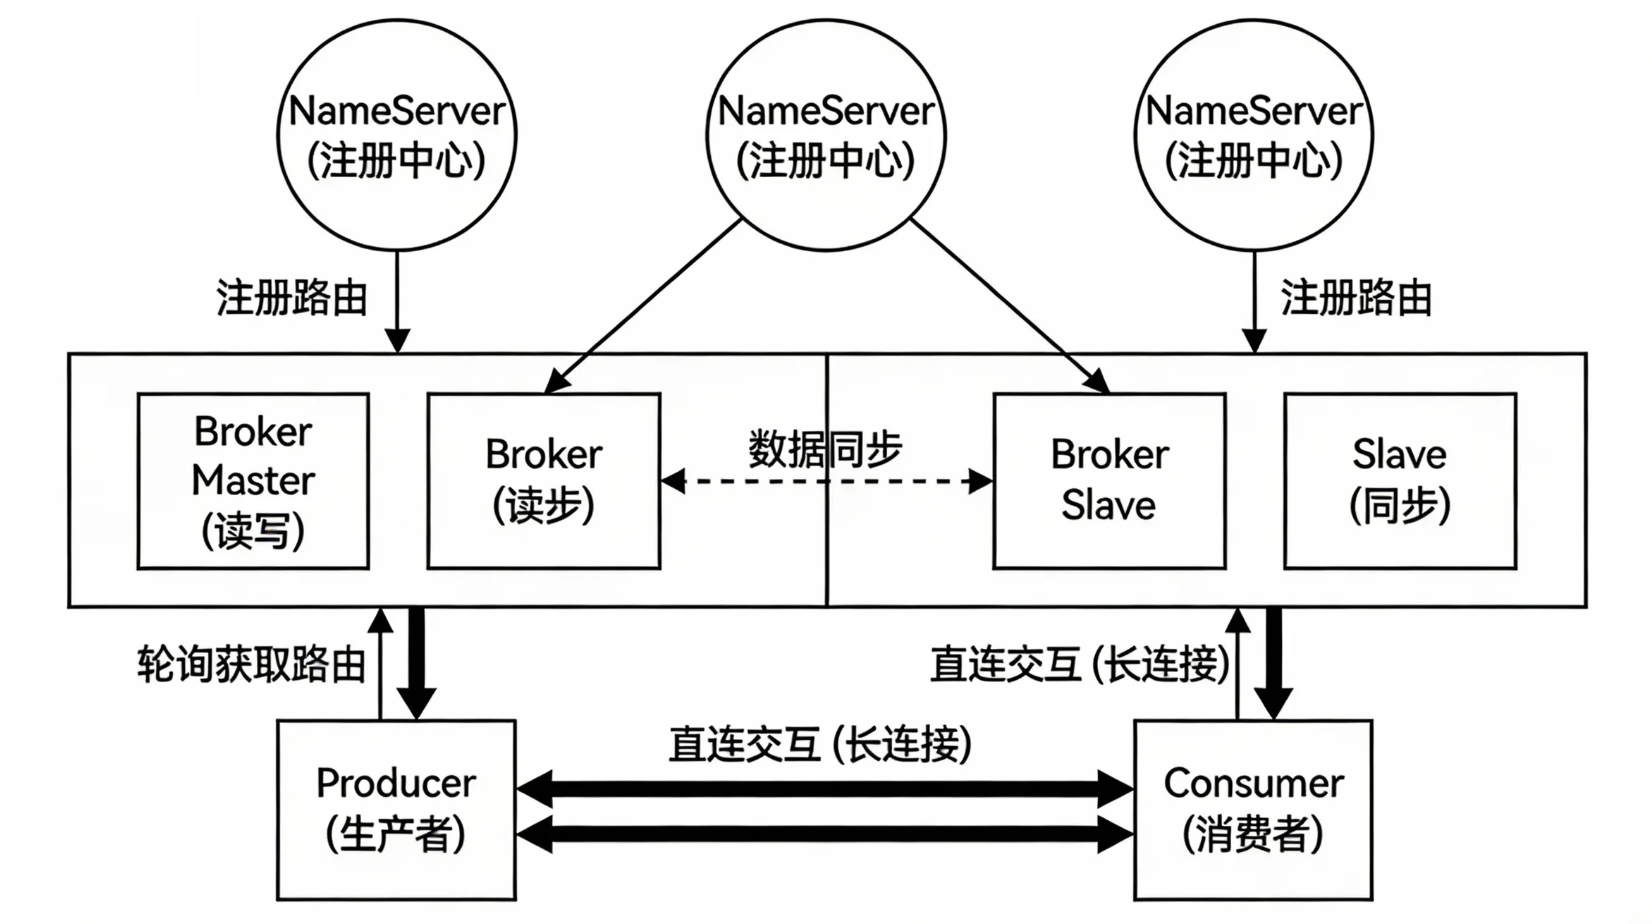 NameServer
(注册中心)
NameServer
(注册中心)
NameServer
(注册中心)
注册路由
注册路由
Broker
Master
(读写)
Broker
(读步)
数据同步
Broker
Slave
Slave
(同步)
轮询获取路由
直连交互 (长连接)
直连交互 (长连接)
Producer
(生产者)
Consumer
(消费者)